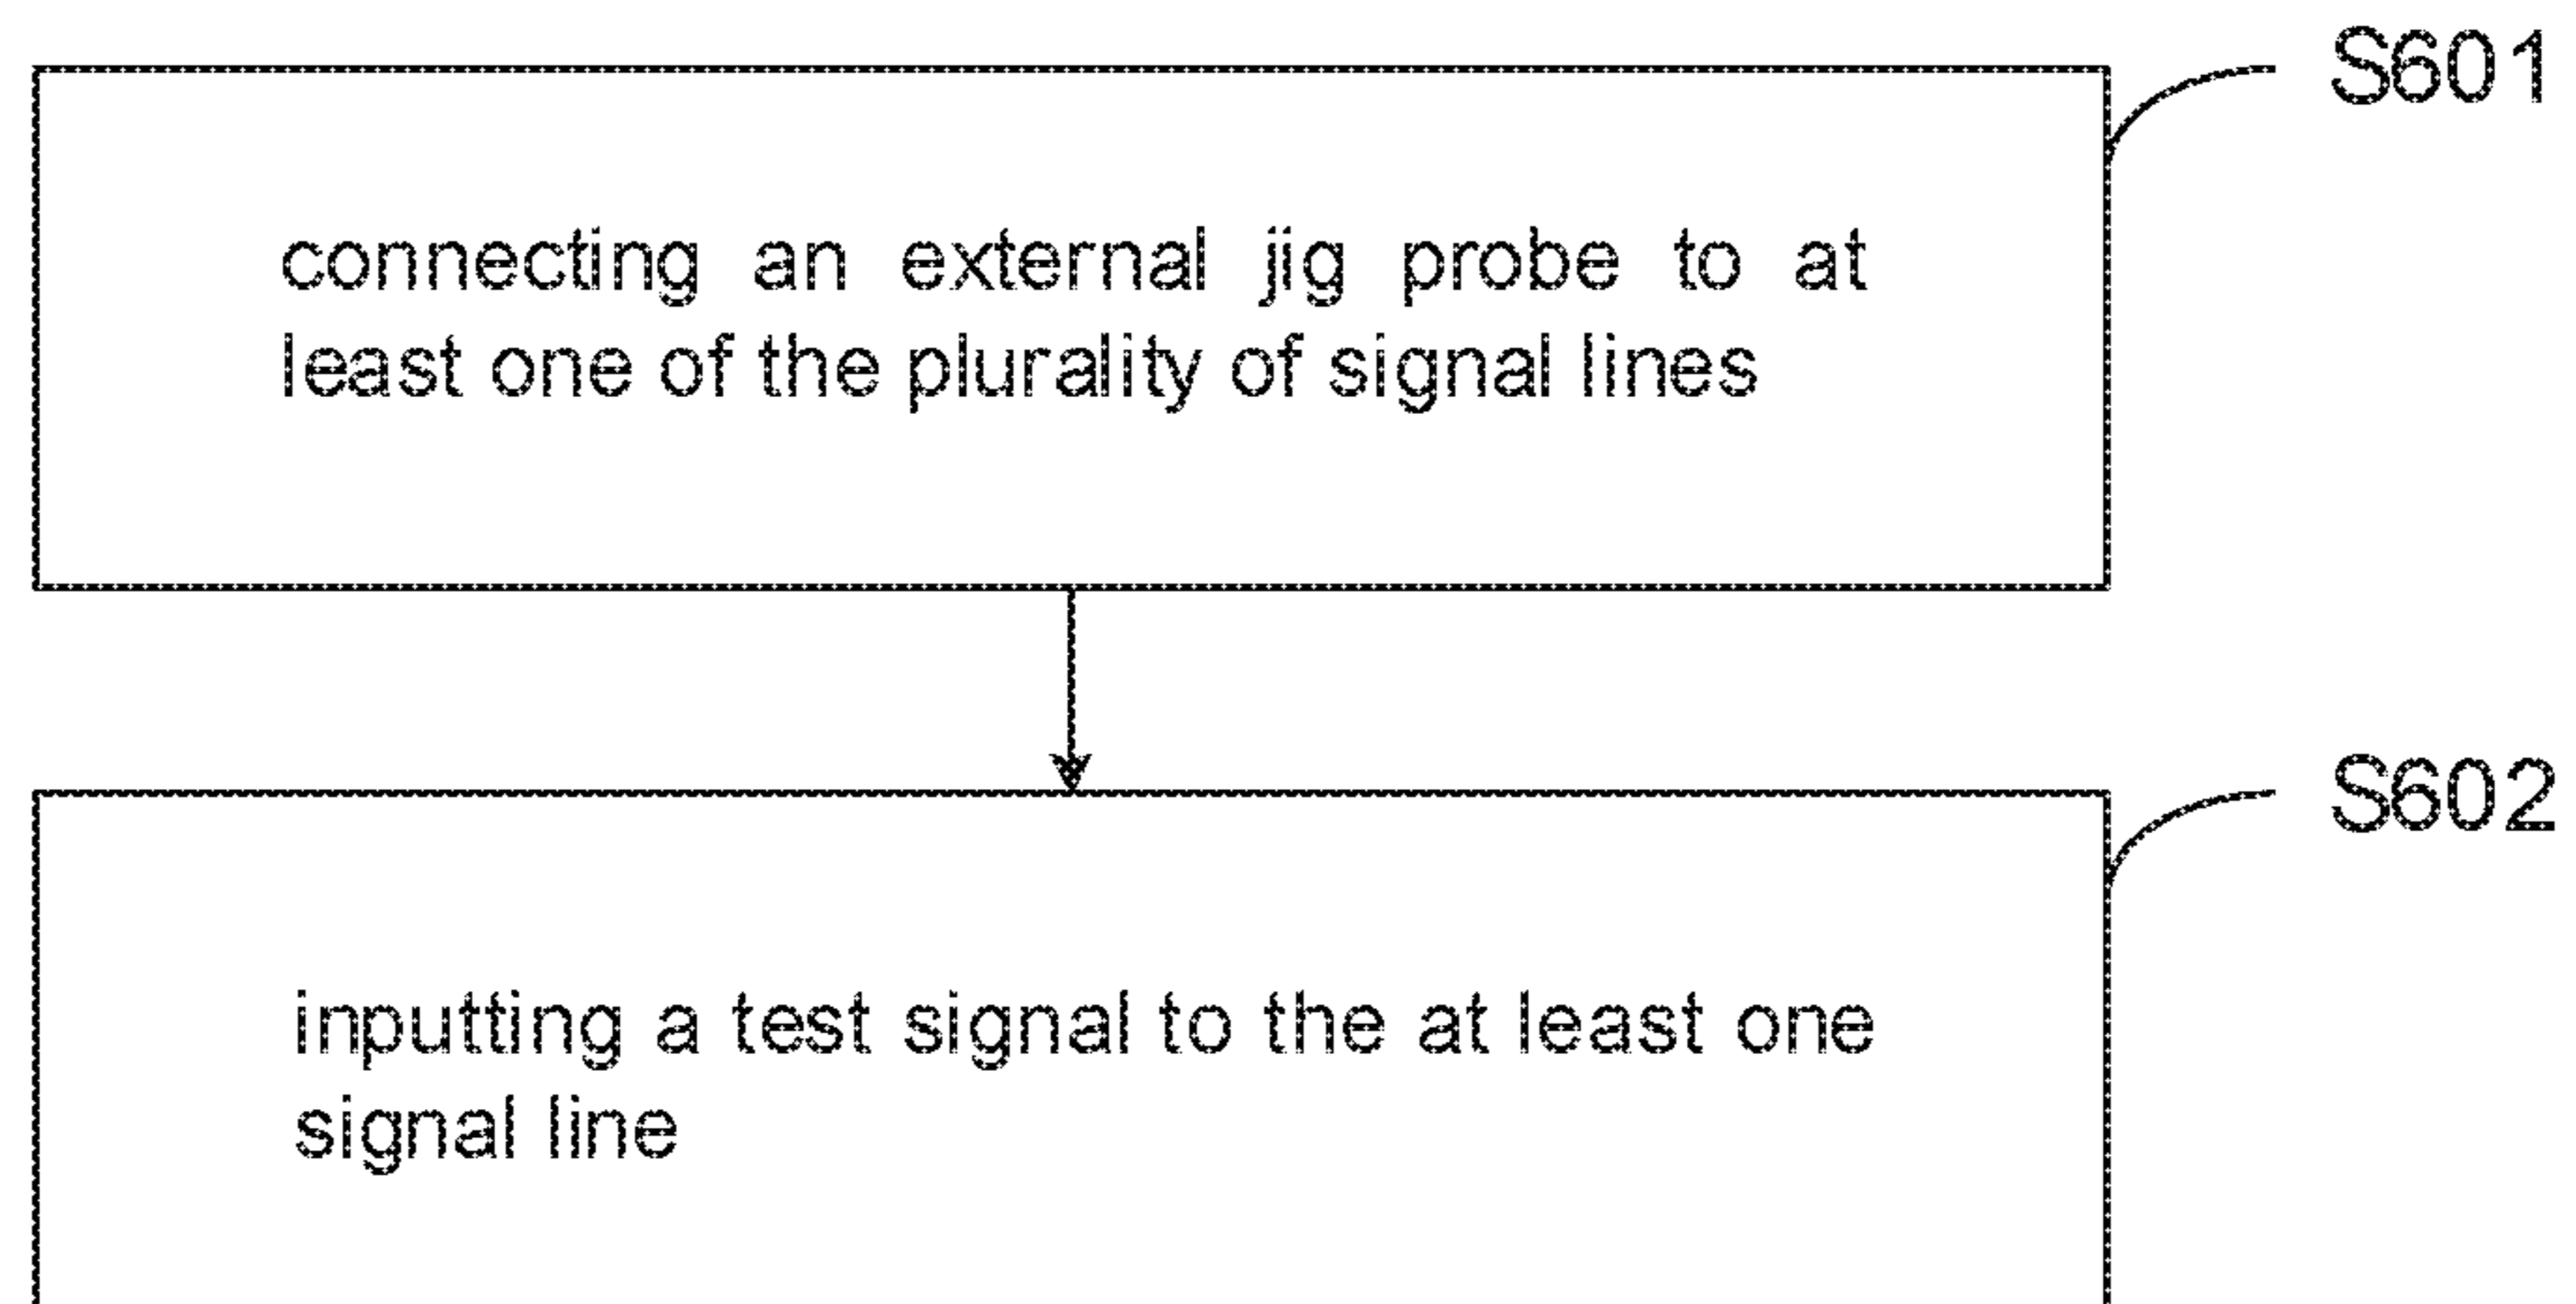 S601
connecting an external jig probe to at
least one of the plurality of signal lines
S602
inputting a test signal to the at least one
signal line